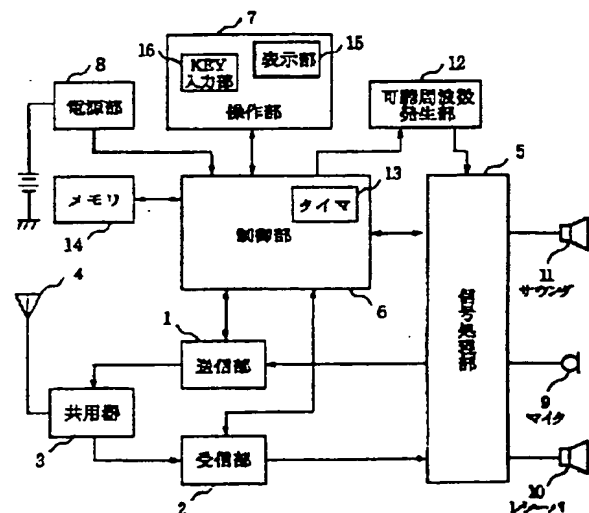 7
16
KEY
入力部
表示部
15
操作部
8
電源部
12
可聴周波数
発生部
5
メモリ
14
13
タイマ
制御部
6
4
11
サウンダ
1
送信部
信号処理部
共用器
3
9
マイク
受信部
2
10
レシーバ